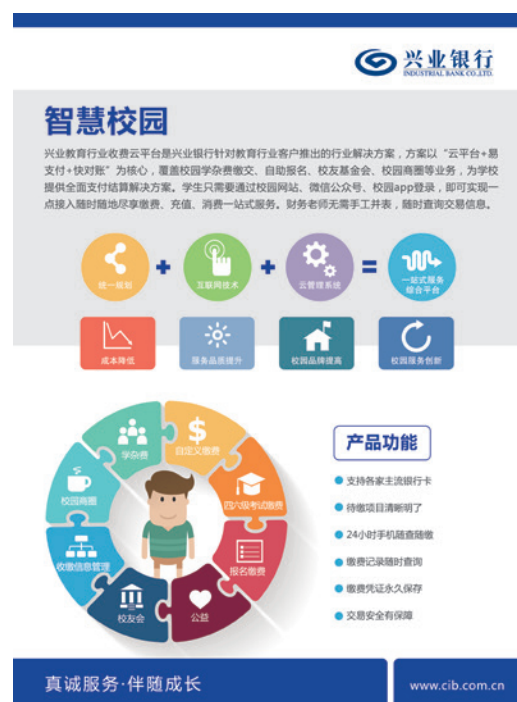 兴业银行
INDUSTRIAL BANK CO.,LTD.
智慧校园
兴业教育行业收费云平台是兴业银行针对教育行业客户推出的行业解决方案，方案以“云平台+易
支付+快对账”为核心，覆盖校园学杂费缴交、自助报名、校友基金会、校园商圈等业务，为学校
提供全面支付结算解决方案。学生只需要通过校园网站、微信公众号、校园app登录，即可实现一
点接入随时随地尽享缴费、充值、消费一站式服务。财务老师无需手工并表，随时查询交易信息。
统一规划
+
互联网技术
+
云管理系统
=
一站式服务
综合平台
成本降低
服务品质提升
校园品牌提高
校园服务创新
学杂费
$
自定义缴费
四六级考试缴费
报名缴费
公益
校友会
收缴信息管理
校园商圈
产品功能
支持各家主流银行卡
待缴项目清晰明了
24小时手机随查随缴
缴费记录随时查询
缴费凭证永久保存
交易安全有保障
真诚服务·伴随成长
www.cib.com.cn